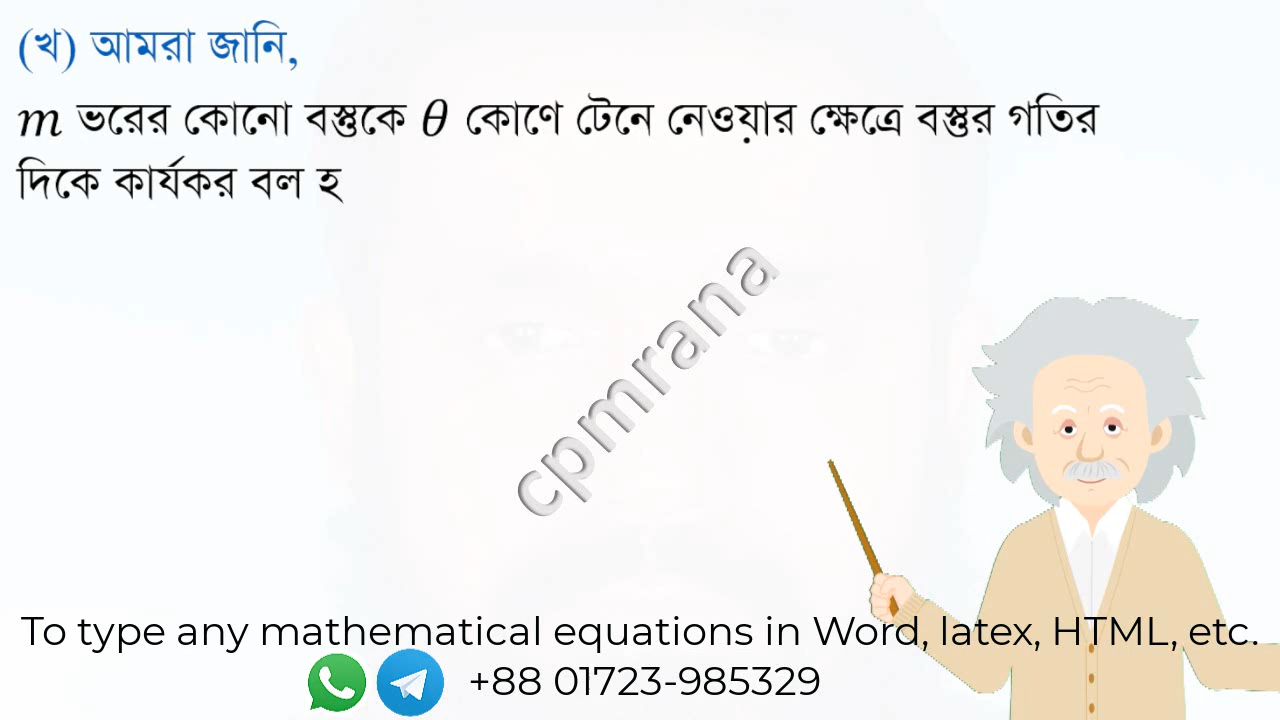 (খ) আমরা জানি,
m ভরের কোনো বস্তুকে θ কোণে টেনে নেওয়ার ক্ষেত্রে বস্তুর গতির
দিকে কার্যকর বল হ
cpmrana
To type any mathematical equations in Word, latex, HTML, etc.
+88 01723-985329